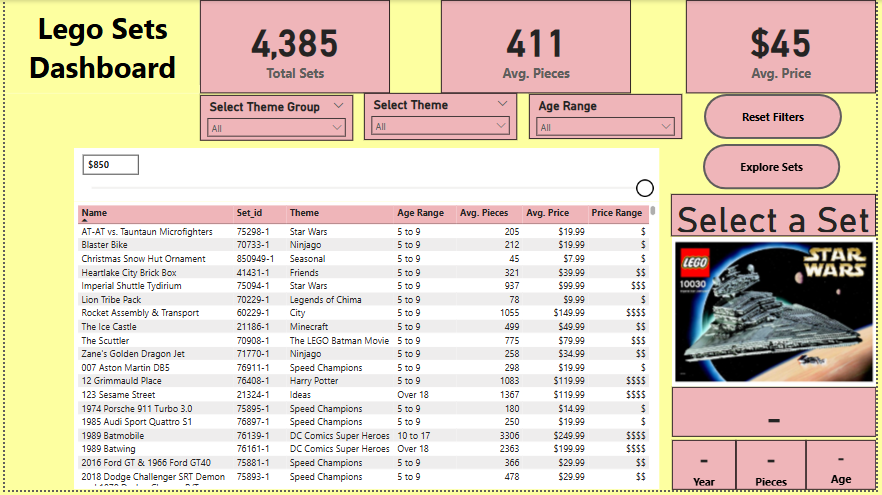 Lego Sets
Dashboard
4,385
Total Sets
411
Avg. Pieces
$45
Avg. Price
Select Theme Group
All
Select Theme
All
Age Range
All
Reset Filters
Explore Sets
$850
Name Set_id Theme Age Range Avg. Pieces Avg. Price Price Range
AT-AT vs. Tauntaun Microfighters 75298-1 Star Wars 5 to 9 205 $19.99 $
Blaster Bike 70733-1 Ninjago 5 to 9 212 $19.99 $
Christmas Snow Hut Ornament 850949-1 Seasonal 5 to 9 45 $7.99 $
Heartlake City Brick Box 41431-1 Friends 5 to 9 321 $39.99 $$
Imperial Shuttle Tydirium 75094-1 Star Wars 5 to 9 937 $99.99 $$$
Lion Tribe Pack 70229-1 Legends of Chima 5 to 9 78 $9.99 $
Rocket Assembly & Transport 60229-1 City 5 to 9 1055 $149.99 $$$$
The Ice Castle 21186-1 Minecraft 5 to 9 499 $49.99 $$
The Scuttler 70908-1 The LEGO Batman Movie 5 to 9 775 $79.99 $$$
Zane's Golden Dragon Jet 71770-1 Ninjago 5 to 9 258 $34.99 $$
007 Aston Martin DB5 76911-1 Speed Champions 5 to 9 298 $19.99 $
12 Grimmauld Place 76408-1 Harry Potter 5 to 9 1083 $119.99 $$$$
123 Sesame Street 21324-1 Ideas Over 18 1367 $119.99 $$$$
1974 Porsche 911 Turbo 3.0 75895-1 Speed Champions 5 to 9 180 $14.99 $
1985 Audi Sport Quattro S1 76897-1 Speed Champions 5 to 9 250 $19.99 $
1989 Batmobile 76139-1 DC Comics Super Heroes 10 to 17 3306 $249.99 $$$$
1989 Batwing 76161-1 DC Comics Super Heroes Over 18 2363 $199.99 $$$$
2016 Ford GT & 1966 Ford GT40 75881-1 Speed Champions 5 to 9 366 $29.99 $$
2018 Dodge Challenger SRT Demon 75893-1 Speed Champions 5 to 9 478 $29.99 $$
Select a Set
LEGO
10030
STAR
WARS
-
- - -
Year Pieces Age